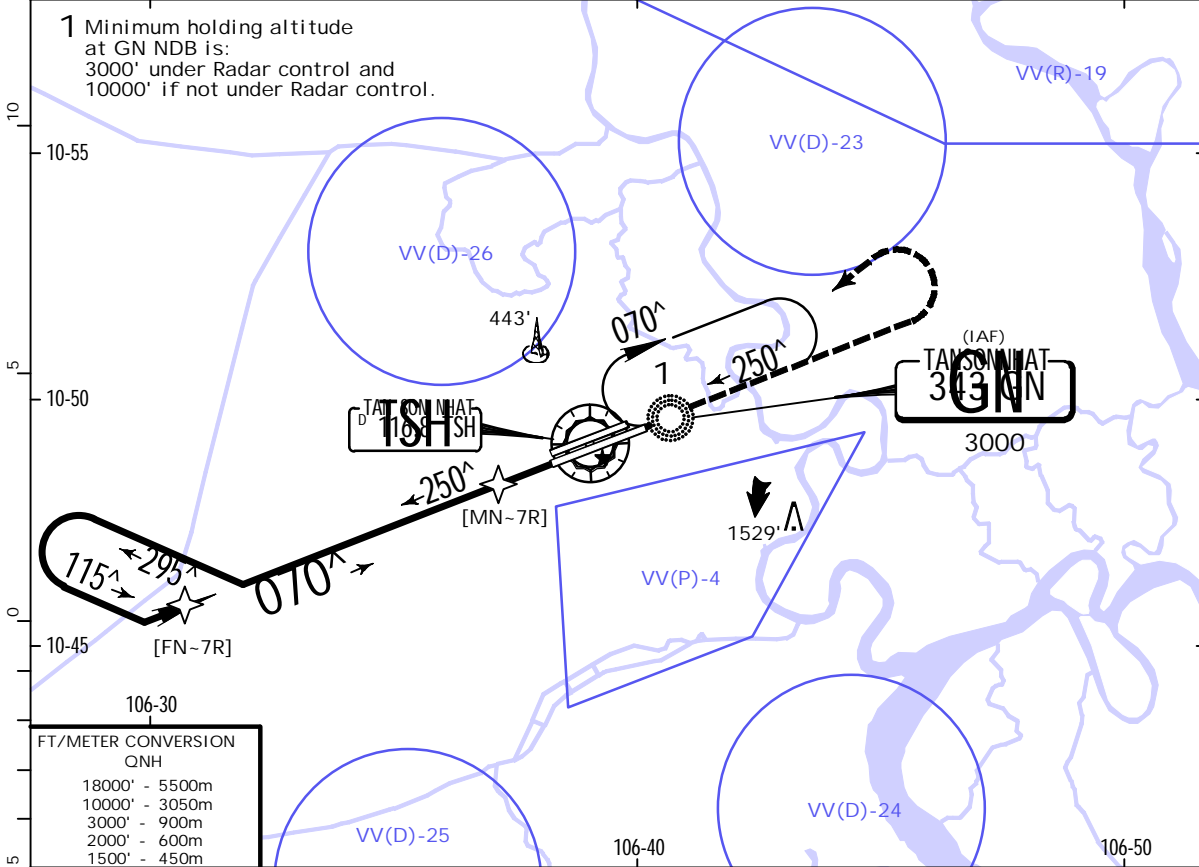 1 Minimum holding altitude
at GN NDB is:
3000' under Radar control and
10000' if not under Radar control.
VV(R)-19
VV(D)-23
10
10-55
VV(D)-26
443'
070^
(IAF)
TANSONNHAT
343 GN
GN
3000
5
10-50
1
250^
TAN SON NHAT
D 116.8 TSH
TSH
250^
[MN~7R]
1529'
295^
115^
070^
VV(P)-4
0
[FN~7R]
10-45
106-30
FT/METER CONVERSION
QNH
18000' - 5500m
10000' - 3050m
3000' - 900m
2000' - 600m
1500' - 450m
VV(D)-25
VV(D)-24
106-40
106-50
5